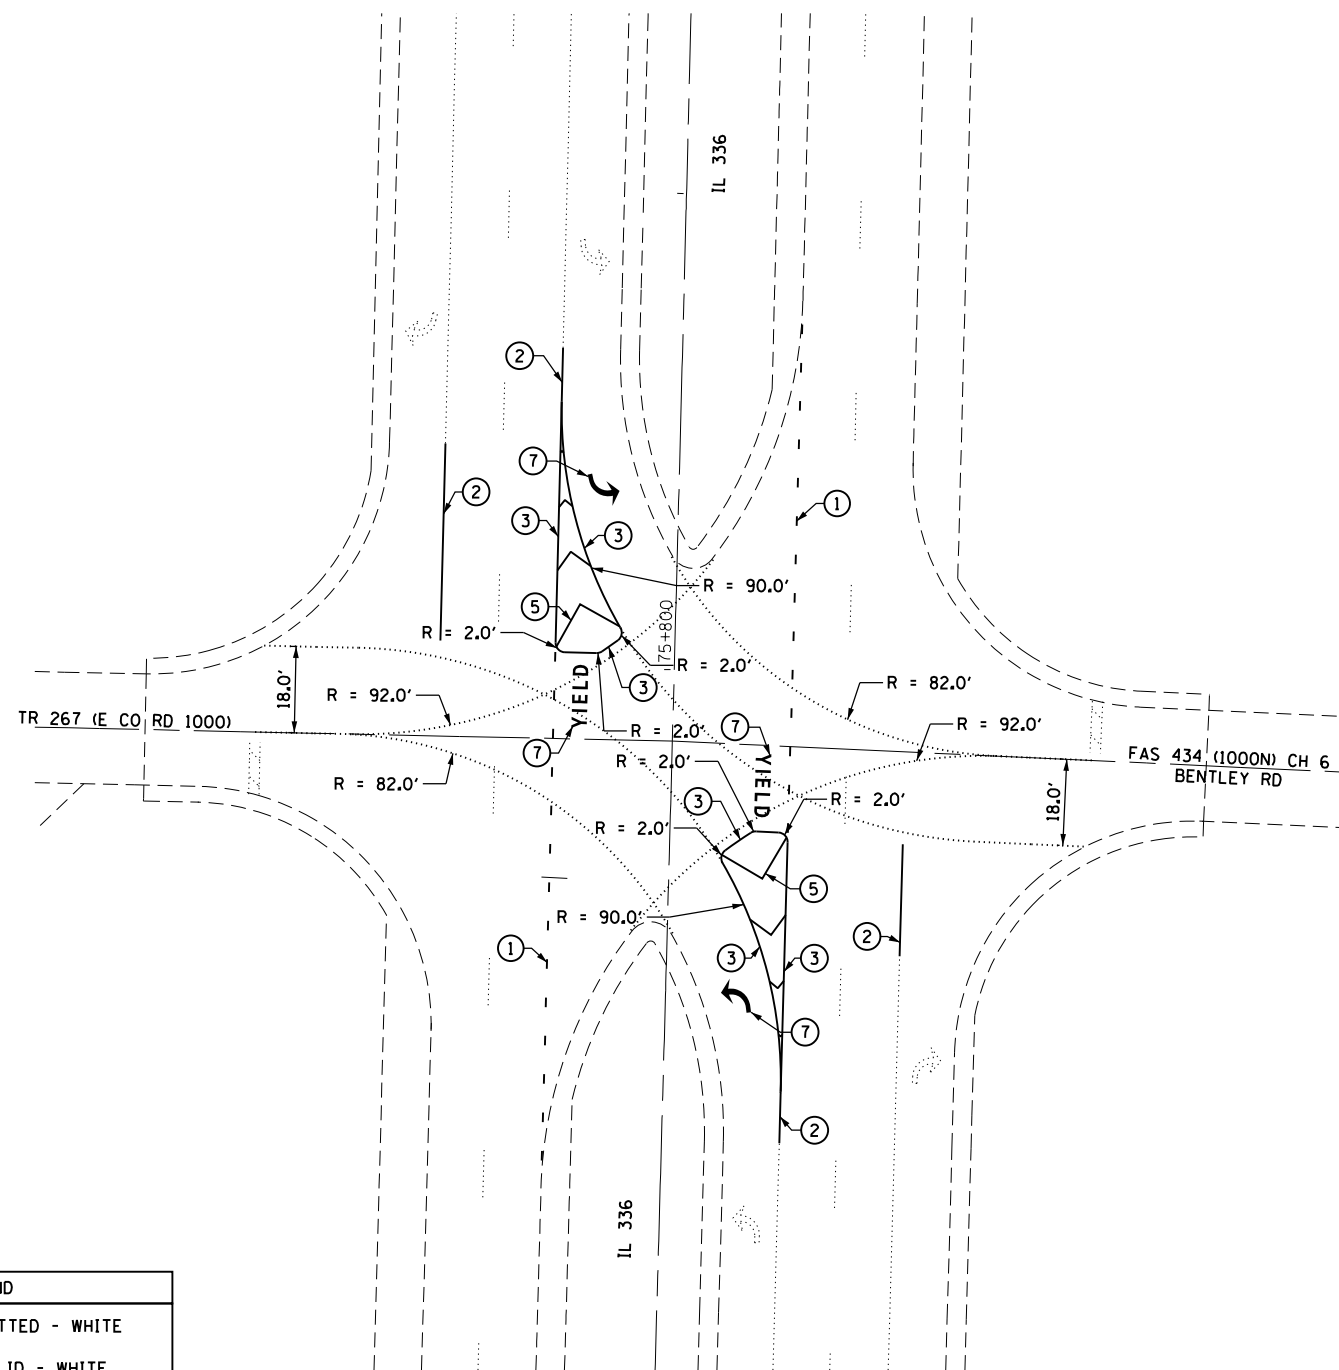 IL 336
2
7
2
1
3
3
R = 90.0'
5
75+800
R = 2.0'
R = 2.0'
18.0'
3
R = 82.0'
R = 92.0'
YIELD
TR 267 (E CO RD 1000)
R = 92.0'
R = 2.0'
7
7
FAS 434 (1000N) CH 6
R = 2.0'
BENTLEY RD
R = 82.0'
YIELD
3
R = 2.0'
18.0'
R = 2.0'
5
R = 90.0'
2
1
3
3
7
2
IL 336
TTED - WHITE